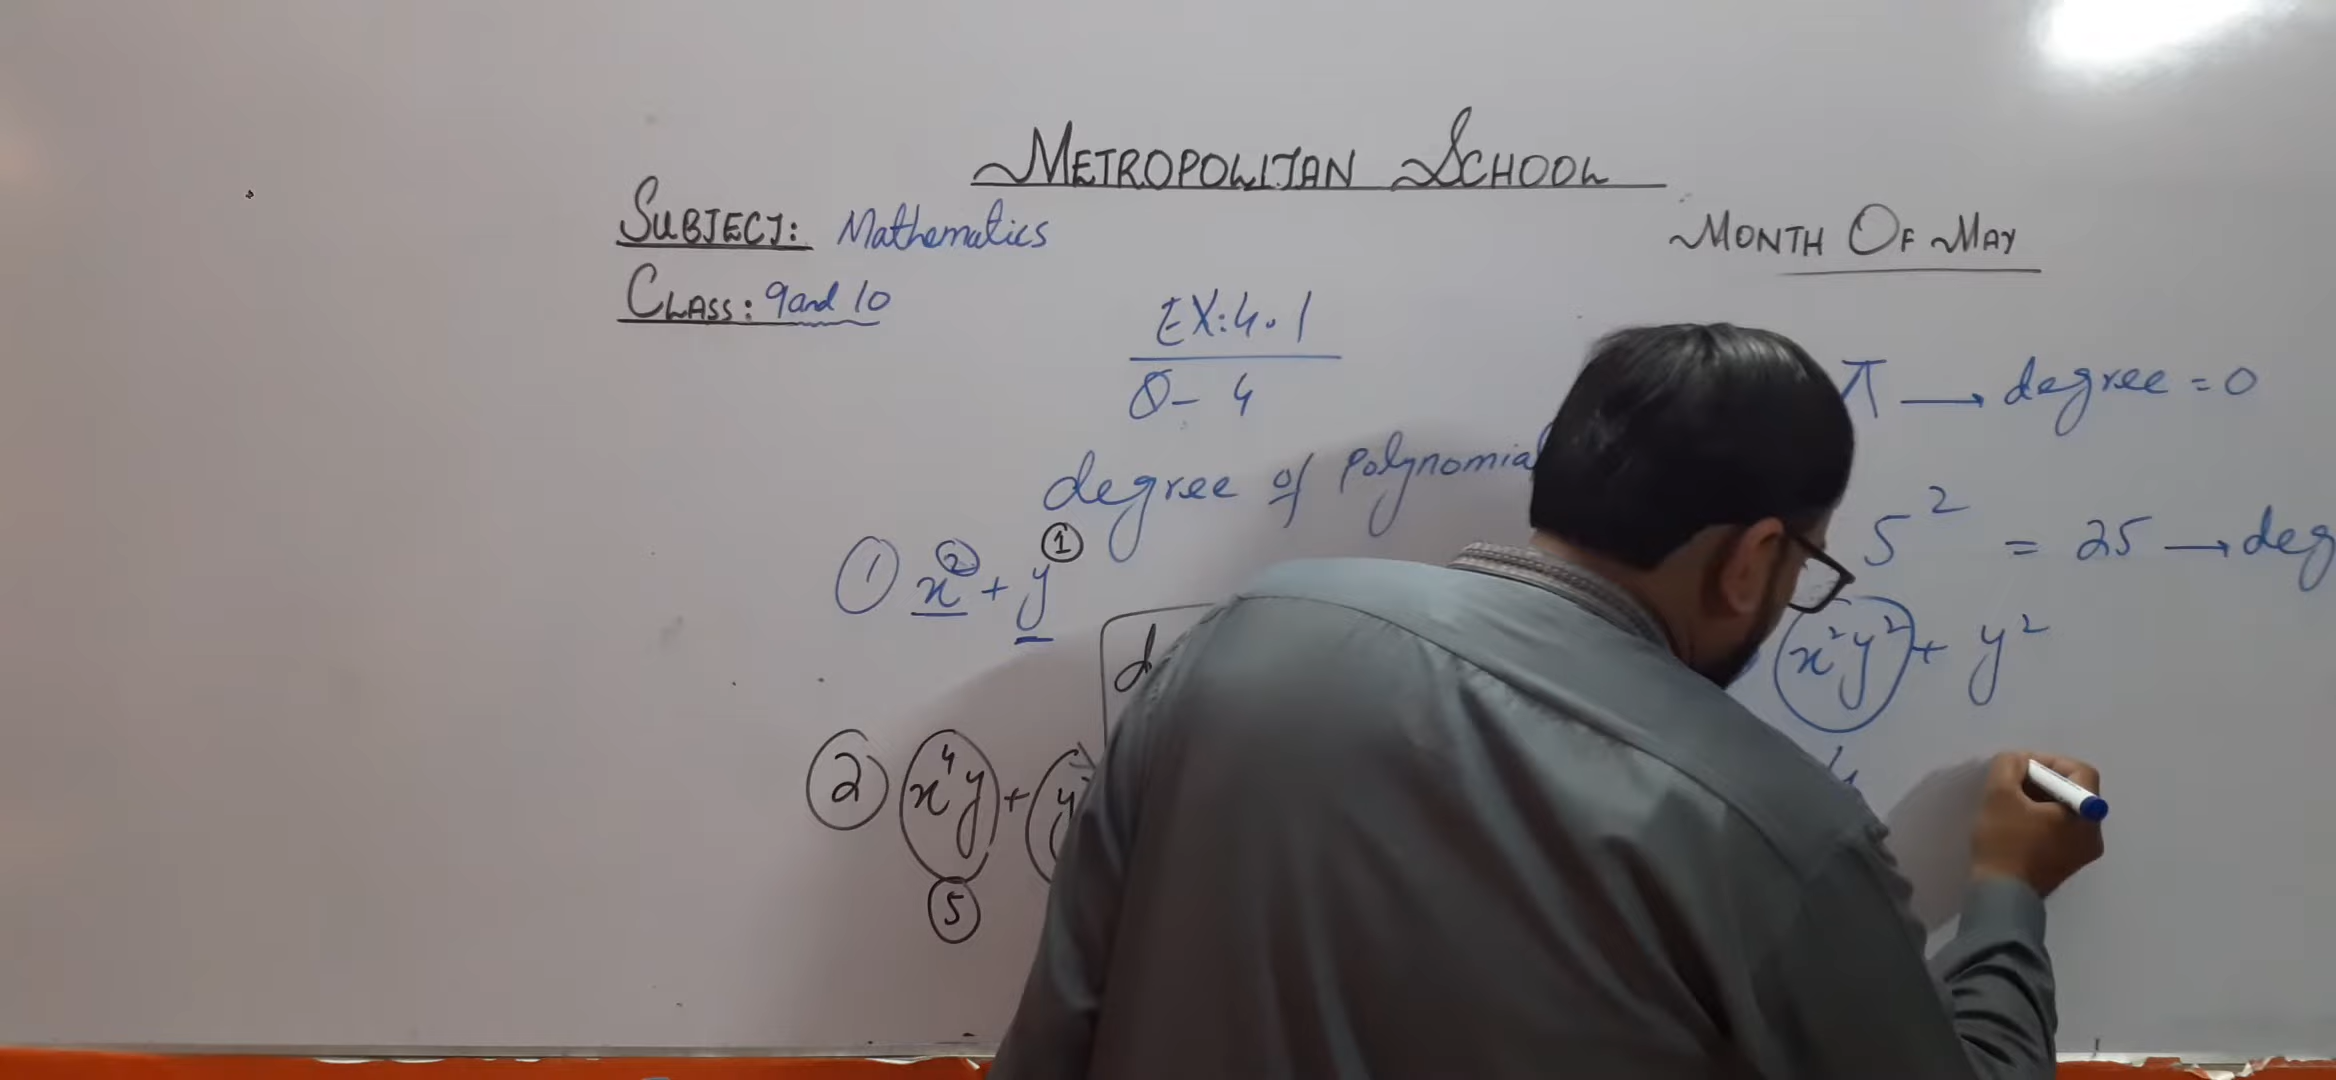 METROPOLITAN SCHOOL
SUBJECT: Mathematics
MONTH OF MAY
CLASS: 9 and 10
EX:4.1
Q- 4
π → degree = 0
degree of Polynomial
5² = 25 → deg
① x² + y¹
x²y² + y²
4
② x⁴y + y
5